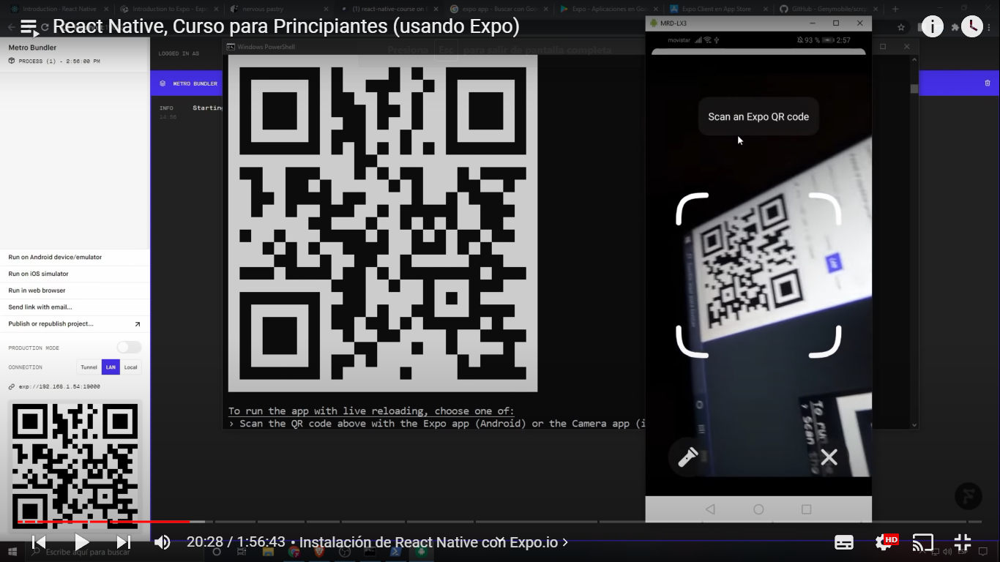 Introduction · React Native
Introduction to Expo - Exp
nervous pastry
(1) react-native-course on
expo app - Buscar con Goo
Expo - Aplicaciones en Go
Expo Client en App Store
GitHub - Genymobile/scrc
React Native, Curso para Principiantes (usando Expo)
MRD-LX3
Metro Bundler
PROCESS (1) - 2:56:00 PM
LOGGED IN AS
Windows PowerShell
Presiona Esc para salir de pantalla completa
movistar 93 % 2:57
METRO BUNDLER
INFO Starting
14:56
Scan an Expo QR code
LAN
Run on Android device/emulator
Run on iOS simulator
Run in web browser
Send link with email...
Publish or republish project...
PRODUCTION MODE
CONNECTION Tunnel LAN Local
exp://192.168.1.54:19000
To run the app with live reloading, choose one of:
› Scan the QR code above with the Expo app (Android) or the Camera app (i
To run
› Scan the
20:28 / 1:56:43 • Instalación de React Native con Expo.io
HD
Escribe aquí para buscar
ESP